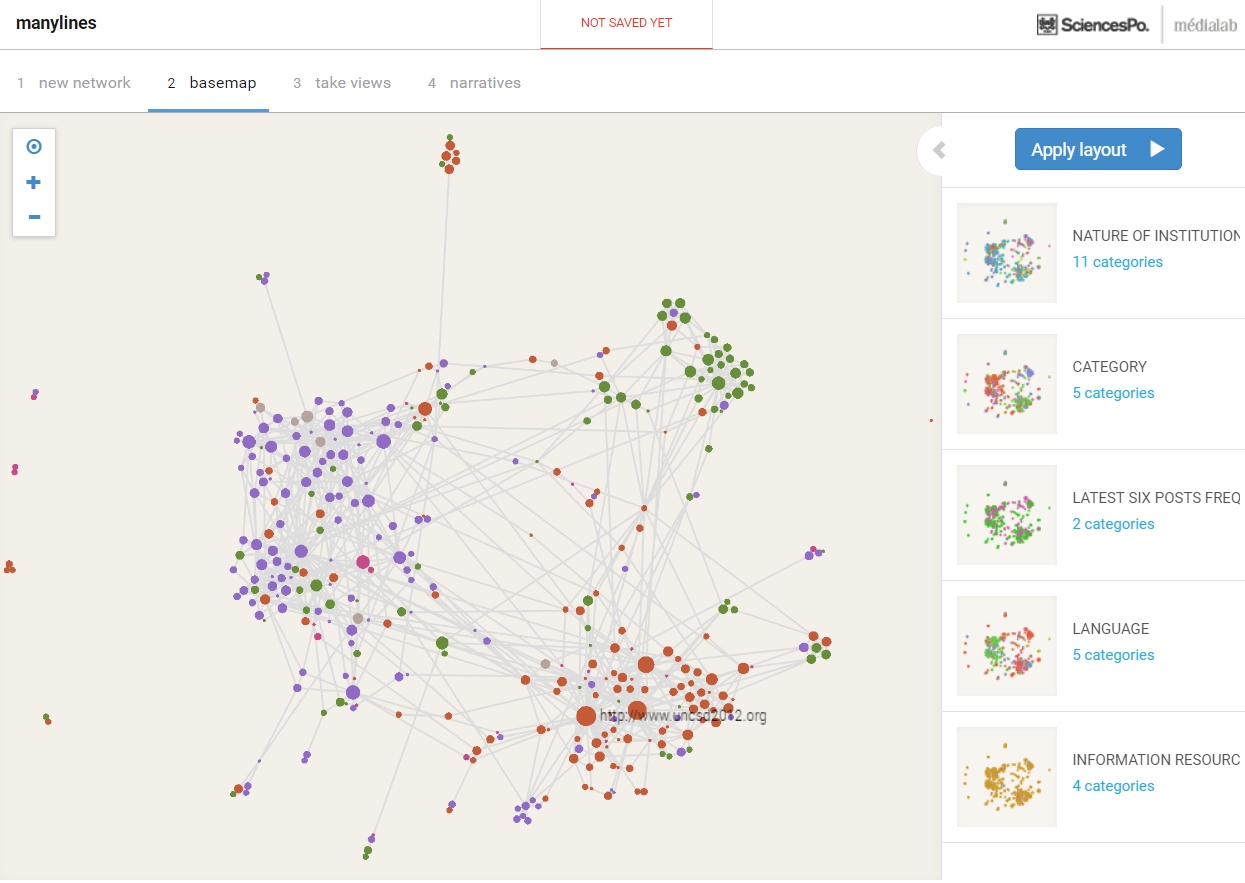 manylines
NOT SAVED YET
SciencesPo.
médialab
1 new network
2 basemap
3 take views
4 narratives
Apply layout
NATURE OF INSTITUTION
11 categories
CATEGORY
5 categories
LATEST SIX POSTS FREQ
2 categories
LANGUAGE
5 categories
http://www.uncsd2012.org
INFORMATION RESOURC
4 categories